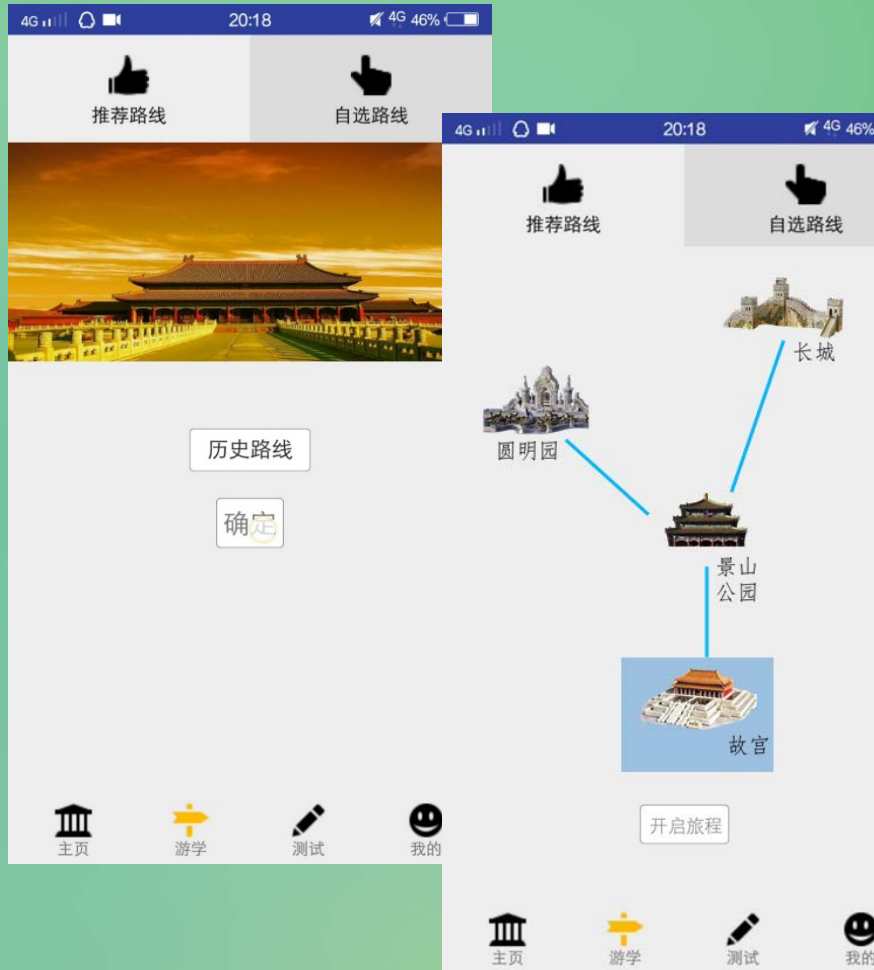 4G 20:18 4G 46%
推荐路线 自选路线
历史路线
确定
主页 游学 测试 我的
4G 20:18 4G 46%
推荐路线 自选路线
长城
圆明园
景山
公园
故宫
开启旅程
主页 游学 测试 我的